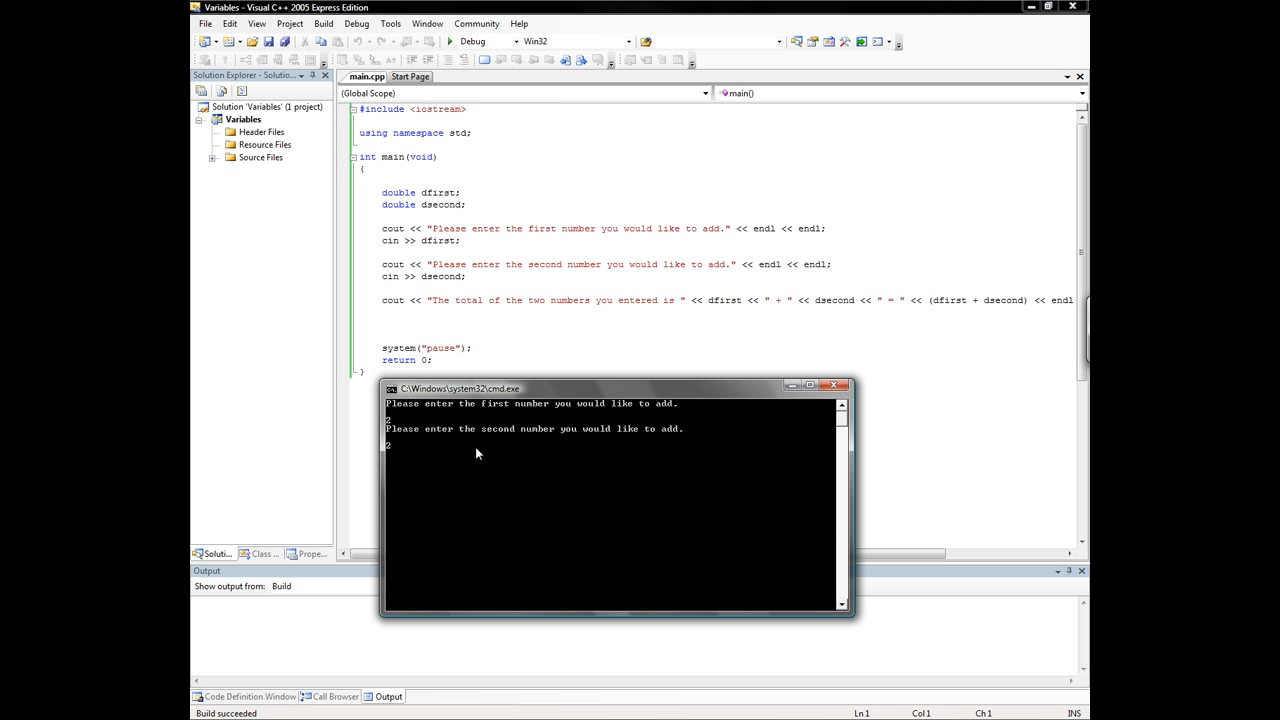 Variables - Visual C++ 2005 Express Edition
File Edit View Project Build Debug Tools Window Community Help
Debug Win32
Solution Explorer - Solutio...
main.cpp Start Page
(Global Scope) main()
Solution 'Variables' (1 project)
Variables
Header Files
Resource Files
Source Files
#include <iostream>
using namespace std;
int main(void)
{
double dfirst;
double dsecond;
cout << "Please enter the first number you would like to add." << endl << endl;
cin >> dfirst;
cout << "Please enter the second number you would like to add." << endl << endl;
cin >> dsecond;
cout << "The total of the two numbers you entered is " << dfirst << " + " << dsecond << " = " << (dfirst + dsecond) << endl
system("pause");
return 0;
}
C:\Windows\system32\cmd.exe
Please enter the first number you would like to add.
2
Please enter the second number you would like to add.
2
Soluti... Class ... Prope...
Output
Show output from: Build
Code Definition Window Call Browser Output
Build succeeded Ln 1 Col 1 Ch 1 INS